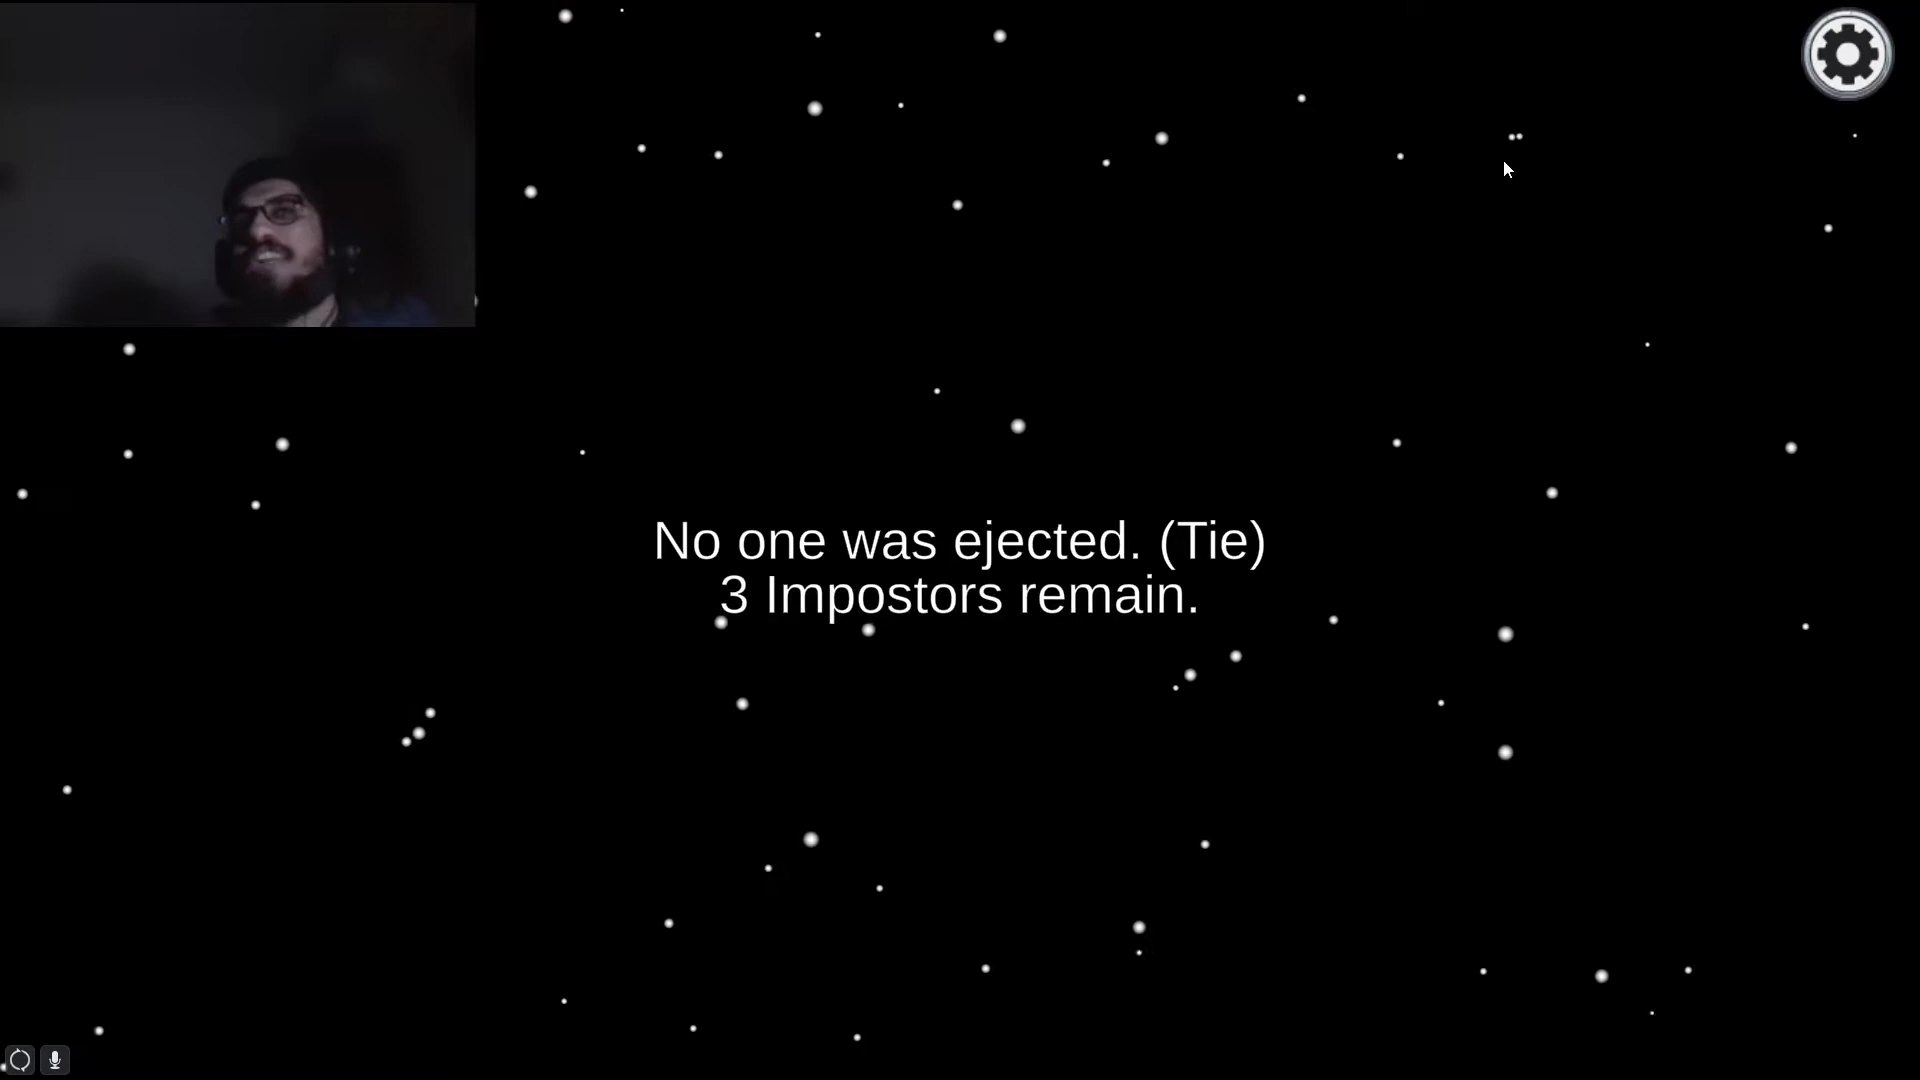 No one was ejected. (Tie)
3 Impostors remain.